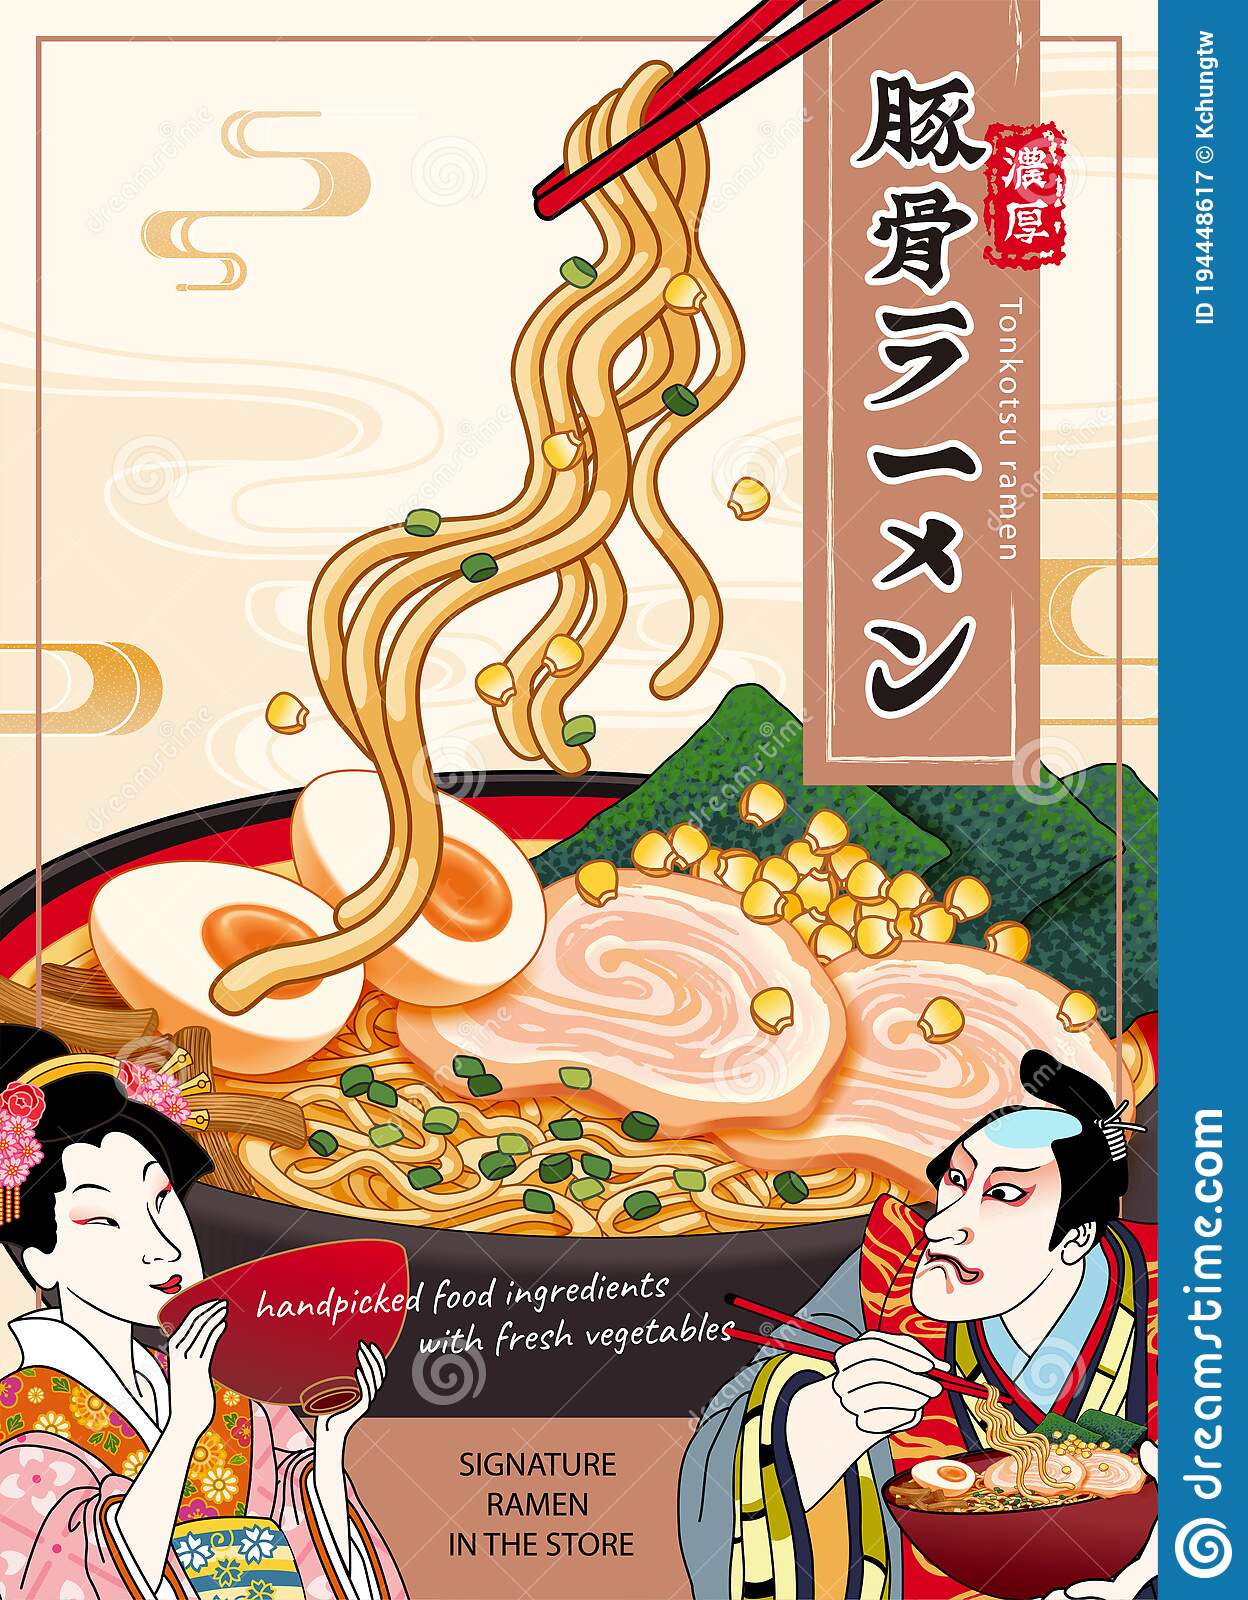 豚骨ラーメン
濃厚
Tonkotsu ramen
handpicked food ingredients
with fresh vegetables
SIGNATURE
RAMEN
IN THE STORE
ID 194448617 © Kchungtw
dreamstime.com